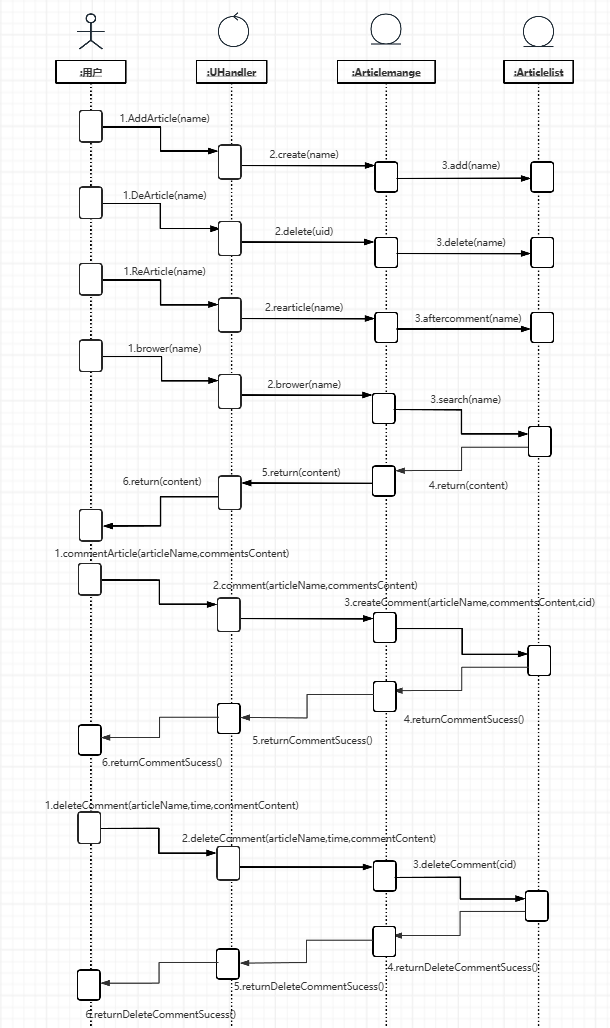 :用户
:UHandler
:Articlemange
:Articlelist
1.AddArticle(name)
2.create(name)
3.add(name)
1.DeArticle(name)
2.delete(uid)
3.delete(name)
1.ReArticle(name)
2.rearticle(name)
3.aftercomment(name)
1.brower(name)
2.brower(name)
3.search(name)
4.return(content)
5.return(content)
6.return(content)
1.commentArticle(articleName,commentsContent)
2.comment(articleName,commentsContent)
3.createComment(articleName,commentsContent,cid)
4.returnCommentSucess()
5.returnCommentSucess()
6.returnCommentSucess()
1.deleteComment(articleName,time,commentContent)
2.deleteComment(articleName,time,commentContent)
3.deleteComment(cid)
4.returnDeleteCommentSucess()
5.returnDeleteCommentSucess()
6.returnDeleteCommentSucess()